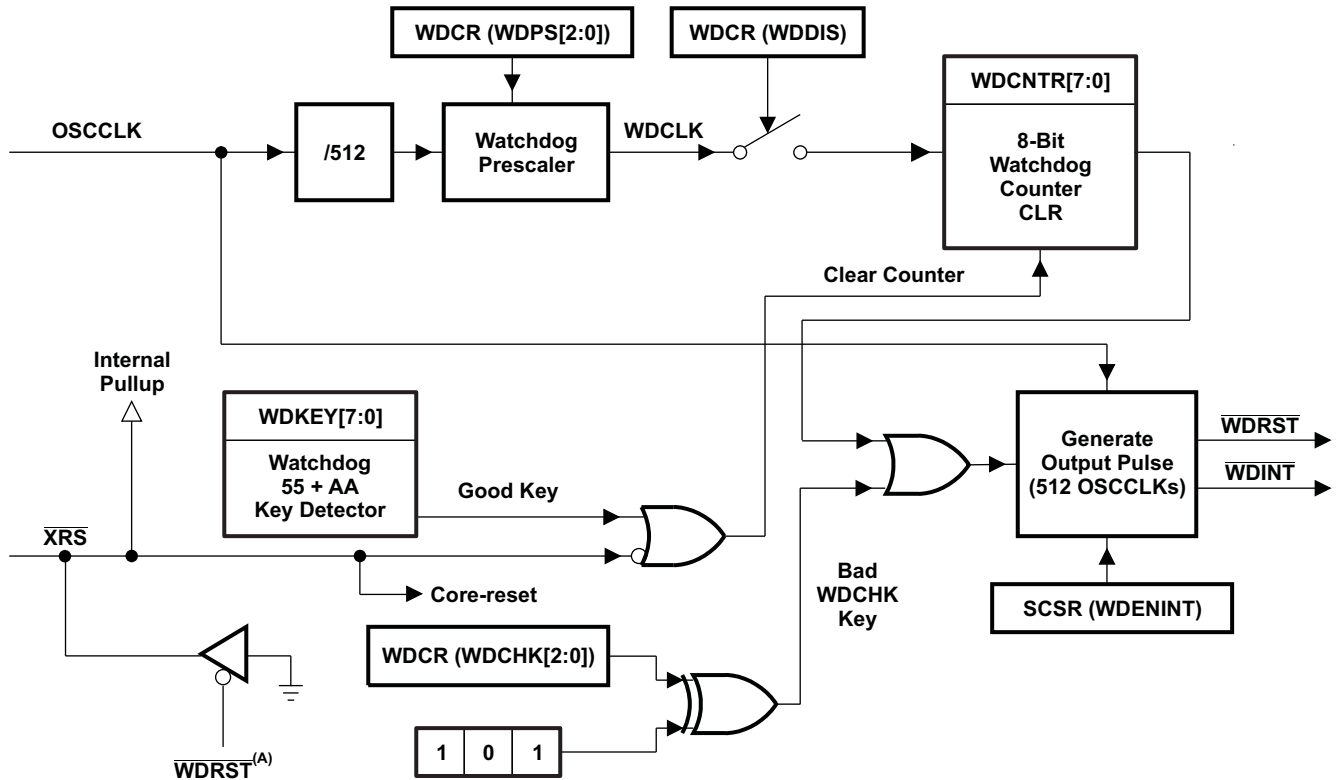 WDCR (WDPS[2:0])
WDCR (WDDIS)
WDCNTR[7:0]
OSCCLK
/512
Watchdog
Prescaler
WDCLK
8-Bit
Watchdog
Counter
CLR
Clear Counter
Internal
Pullup
WDKEY[7:0]
Watchdog
55 + AA
Key Detector
Good Key
Generate
Output Pulse
(512 OSCCLKs)
WDRST
WDINT
XRS
Core-reset
Bad
WDCHK
Key
SCSR (WDENINT)
WDCR (WDCHK[2:0])
1 0 1
WDRST(A)